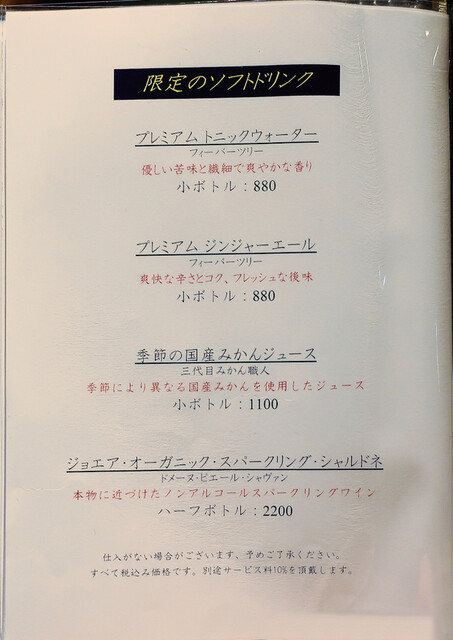 限定のソフトドリンク
プレミアム トニックウォーター
フィーバーツリー
優しい苦味と繊細で爽やかな香り
小ボトル：880
プレミアム ジンジャーエール
フィーバーツリー
爽快な辛さとコク、フレッシュな後味
小ボトル：880
季節の国産みかんジュース
三代目みかん職人
季節により異なる国産みかんを使用したジュース
小ボトル：1100
ジョエア・オーガニック・スパークリング・シャルドネ
ドメーヌ・ピエール・シャヴァン
本物に近づけたノンアルコールスパークリングワイン
ハーフボトル：2200
仕入がない場合がございます、予めご了承ください。
すべて税込み価格です。別途サービス料10%を頂戴します。